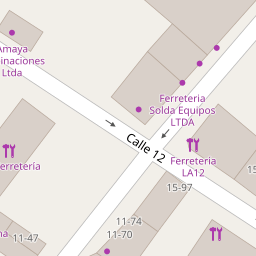 Amaya
inaciones
Ltda
Ferreteria
Solda Equipos
LTDA
Calle 12
Ferreteria
LA12
erretería
15-97
15-
11-74
11-70
11-47
na